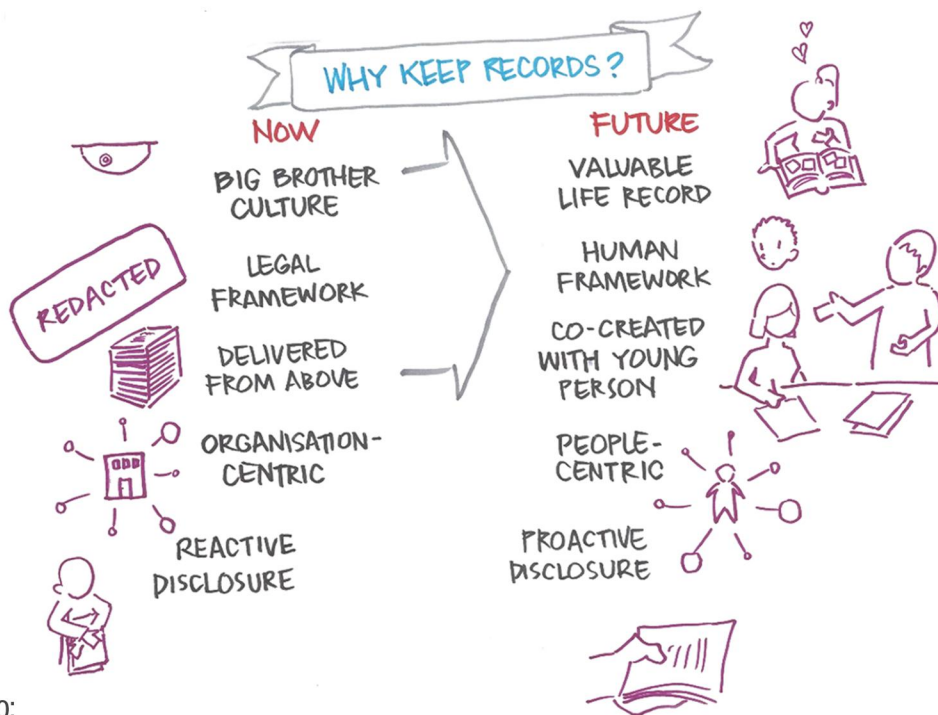 WHY KEEP RECORDS?
NOW
BIG BROTHER
CULTURE
REDACTED
LEGAL
FRAMEWORK
DELIVERED
FROM ABOVE
ORGANISATION-
CENTRIC
REACTIVE
DISCLOSURE
FUTURE
VALUABLE
LIFE RECORD
HUMAN
FRAMEWORK
CO-CREATED
WITH YOUNG
PERSON
PEOPLE-
CENTRIC
PROACTIVE
DISCLOSURE